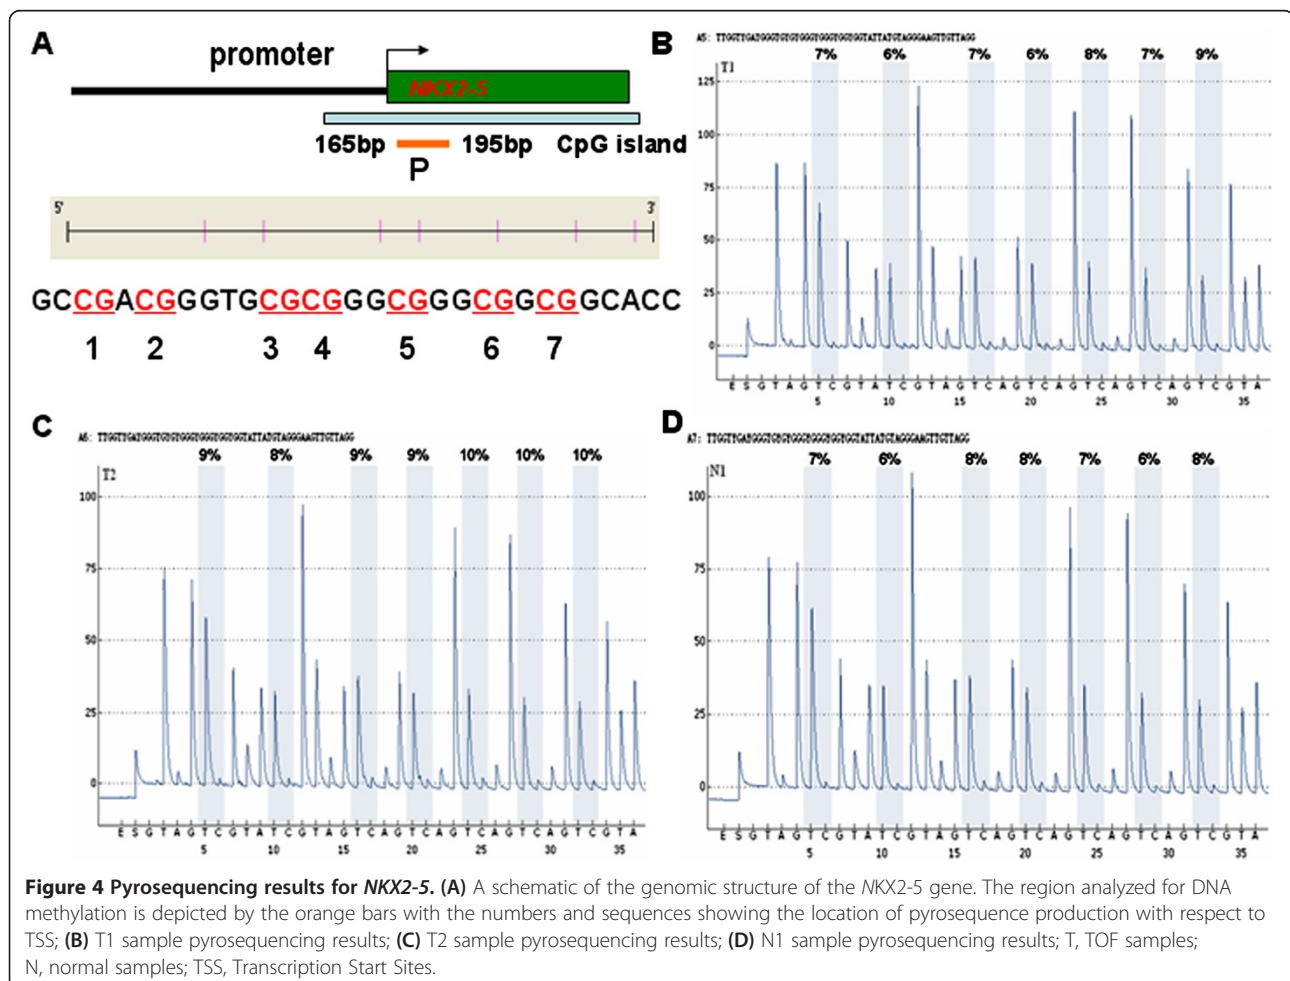 A
promoter
NKX2-5
165bp
195bp
CpG island
P
5'
3'
GCCGACGGGTGCGCGGGCGGGCGGCGGCACC
1 2 3 4 5 6 7
B
T1
7% 6% 7% 6% 8% 7% 9%
125
100
75
50
25
0
E S G T A G T C G T A T C G T A G T C A G T C A G T C A G T C A G T C G T A
5 10 15 20 25 30 35
C
T2
9% 8% 9% 9% 10% 10% 10%
100
75
50
25
0
E S G T A G T C G T A T C G T A G T C A G T C A G T C A G T C A G T C G T A
5 10 15 20 25 30 35
D
N1
7% 6% 8% 8% 7% 6% 8%
100
75
50
25
0
E S G T A G T C G T A T C G T A G T C A G T C A G T C A G T C A G T C G T A
5 10 15 20 25 30 35
Figure 4 Pyrosequencing results for NKX2-5. (A) A schematic of the genomic structure of the NKX2-5 gene. The region analyzed for DNA
methylation is depicted by the orange bars with the numbers and sequences showing the location of pyrosequence production with respect to
TSS; (B) T1 sample pyrosequencing results; (C) T2 sample pyrosequencing results; (D) N1 sample pyrosequencing results; T, TOF samples;
N, normal samples; TSS, Transcription Start Sites.